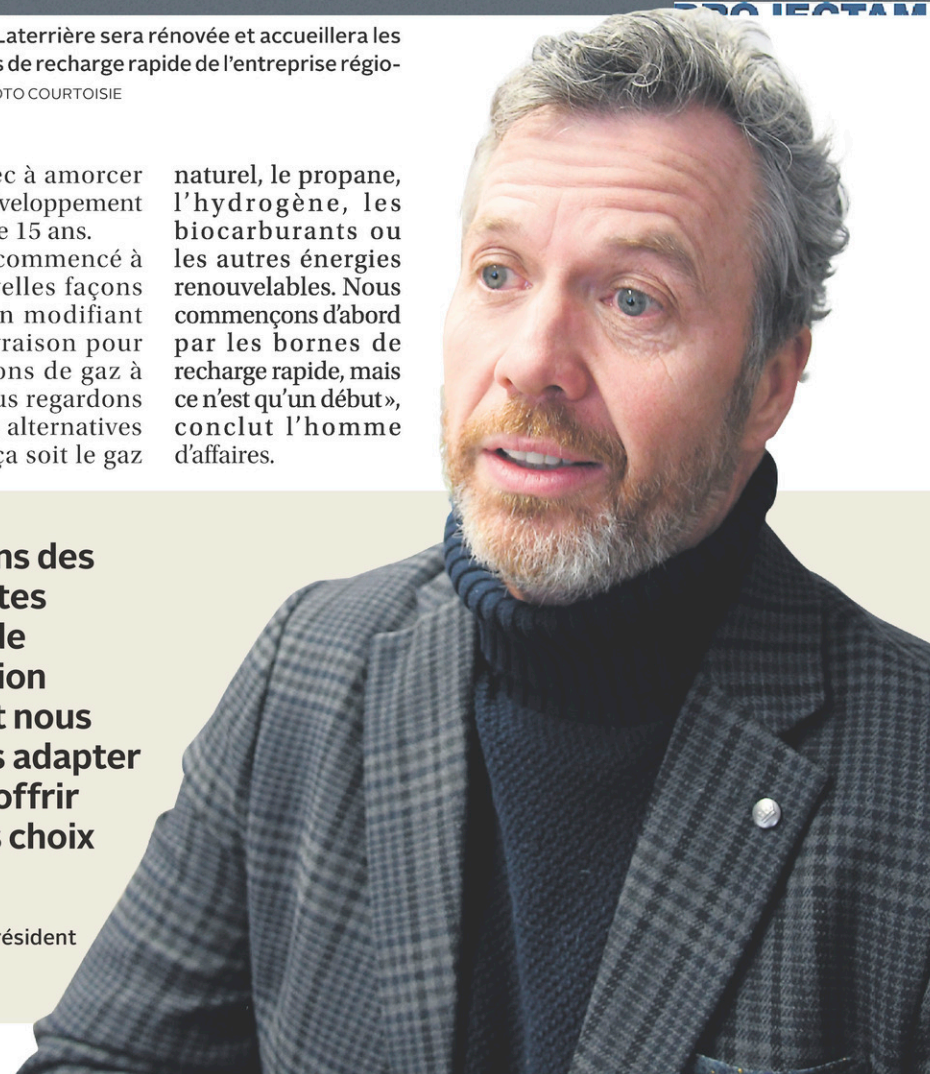 PROJECTAM
Laterrière sera rénovée et accueillera les
s de recharge rapide de l'entreprise régio-
OTO COURTOISIE
ec à amorcer
veloppement
e 15 ans.
commencé à
elles façons
n modifiant
raison pour
ons de gaz à
us regardons
alternatives
ça soit le gaz
naturel, le propane,
l'hydrogène, les
biocarburants ou
les autres énergies
renouvelables. Nous
commençons d'abord
par les bornes de
recharge rapide, mais
ce n'est qu'un début»,
conclut l'homme
d'affaires.
ns des
tes
le
ion
t nous
s adapter
offrir
s choix
résident